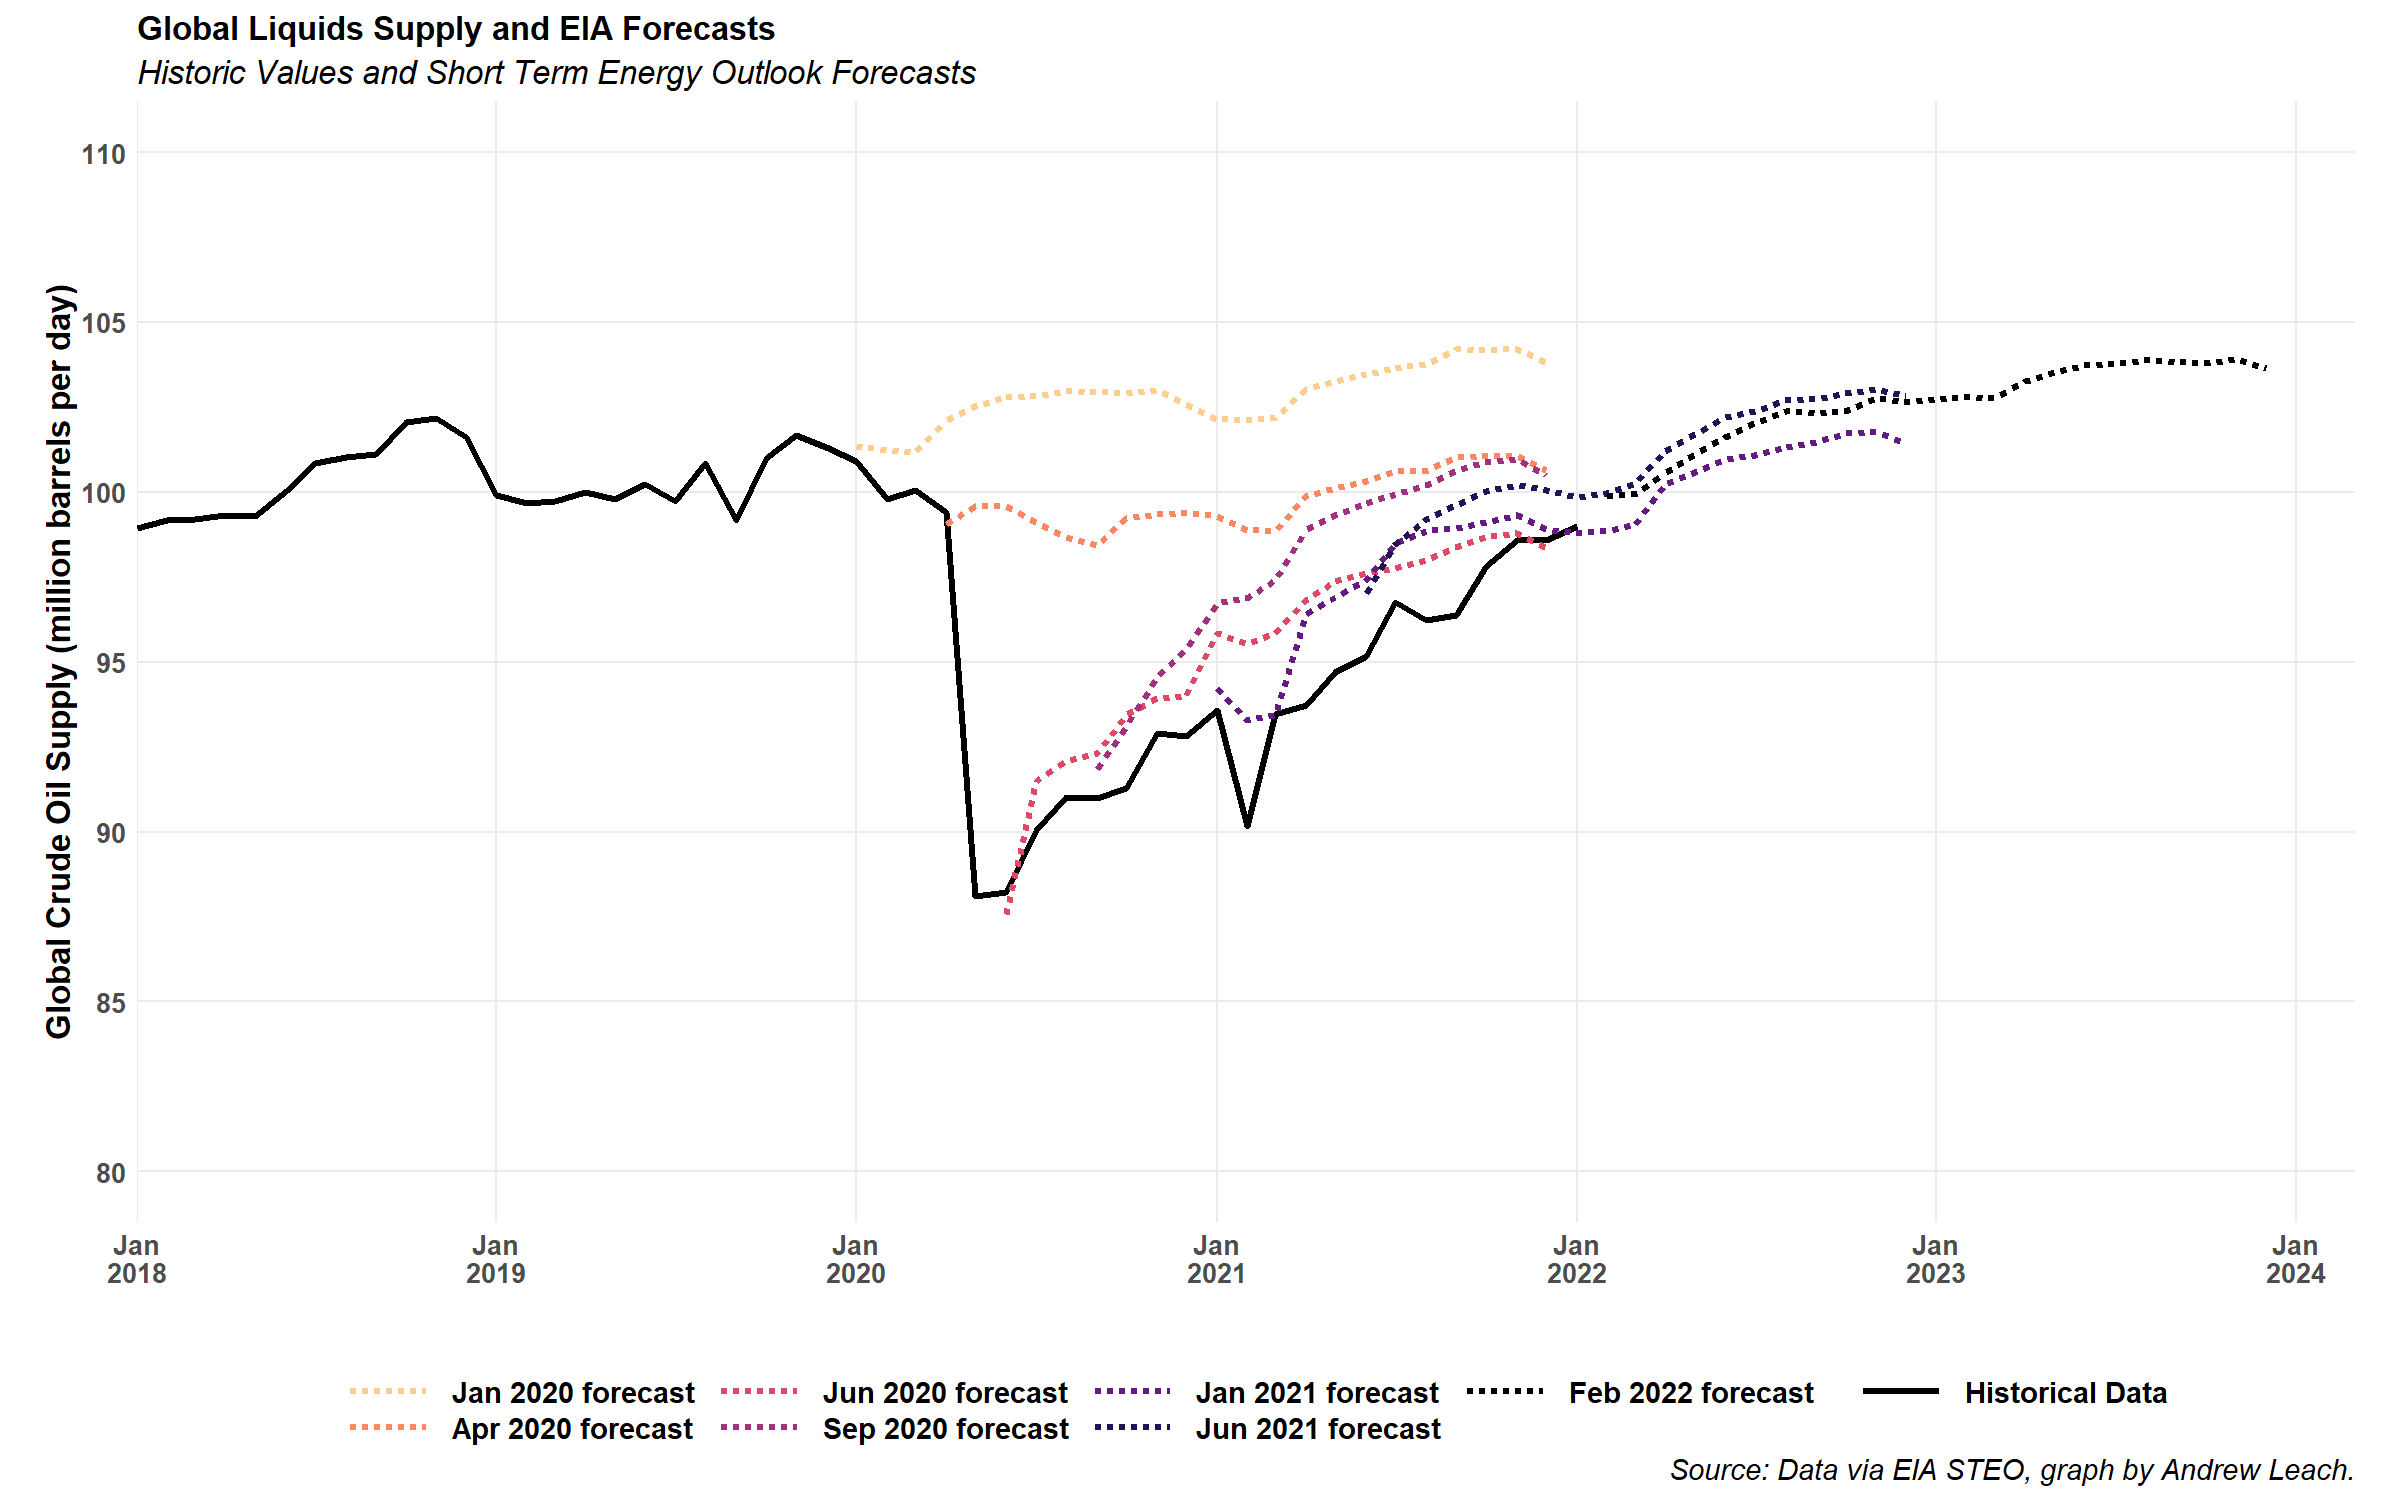 Global Liquids Supply and EIA Forecasts
Historic Values and Short Term Energy Outlook Forecasts
Global Crude Oil Supply (million barrels per day)
110
105
100
95
90
85
80
Jan 2018
Jan 2019
Jan 2020
Jan 2021
Jan 2022
Jan 2023
Jan 2024
Jan 2020 forecast
Apr 2020 forecast
Jun 2020 forecast
Sep 2020 forecast
Jan 2021 forecast
Jun 2021 forecast
Feb 2022 forecast
Historical Data
Source: Data via EIA STEO, graph by Andrew Leach.